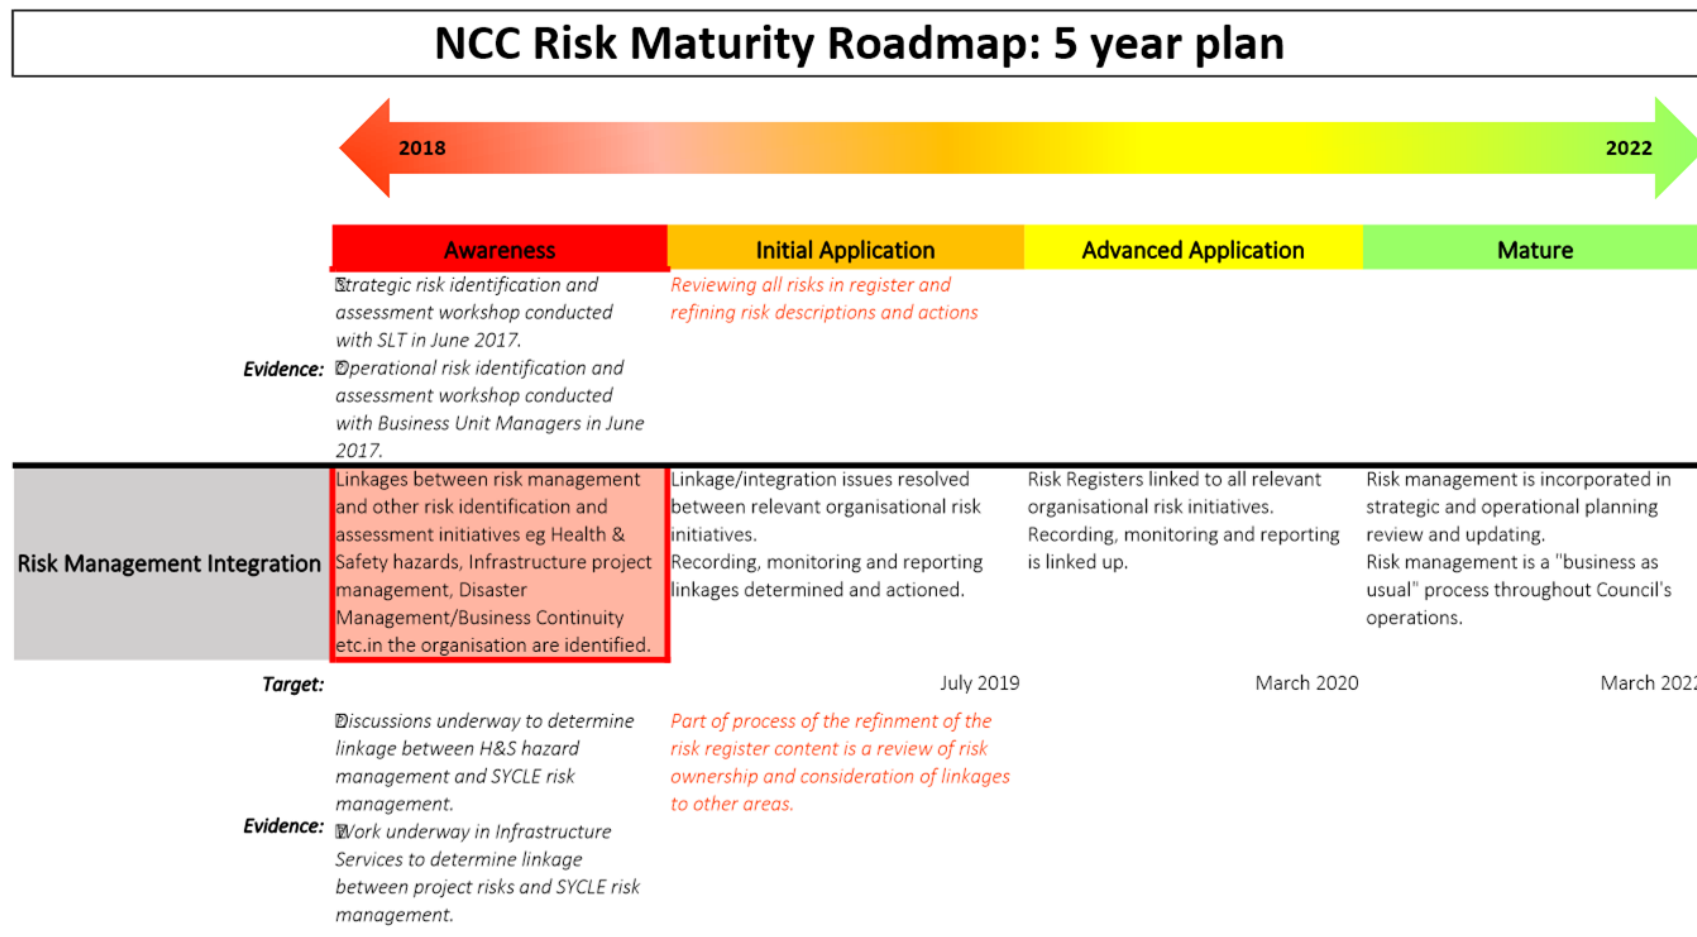 NCC Risk Maturity Roadmap: 5 year plan
2018
2022
Awareness
Initial Application
Advanced Application
Mature
Evidence:
Strategic risk identification and
assessment workshop conducted
with SLT in June 2017.
Operational risk identification and
assessment workshop conducted
with Business Unit Managers in June
2017.
Reviewing all risks in register and
refining risk descriptions and actions
Risk Management Integration
Linkages between risk management
and other risk identification and
assessment initiatives eg Health &
Safety hazards, Infrastructure project
management, Disaster
Management/Business Continuity
etc.in the organisation are identified.
Linkage/integration issues resolved
between relevant organisational risk
initiatives.
Recording, monitoring and reporting
linkages determined and actioned.
Risk Registers linked to all relevant
organisational risk initiatives.
Recording, monitoring and reporting
is linked up.
Risk management is incorporated in
strategic and operational planning
review and updating.
Risk management is a "business as
usual" process throughout Council's
operations.
Target:
July 2019
March 2020
March 2022
Evidence:
Discussions underway to determine
linkage between H&S hazard
management and SYCLE risk
management.
Work underway in Infrastructure
Services to determine linkage
between project risks and SYCLE risk
management.
Part of process of the refinment of the
risk register content is a review of risk
ownership and consideration of linkages
to other areas.